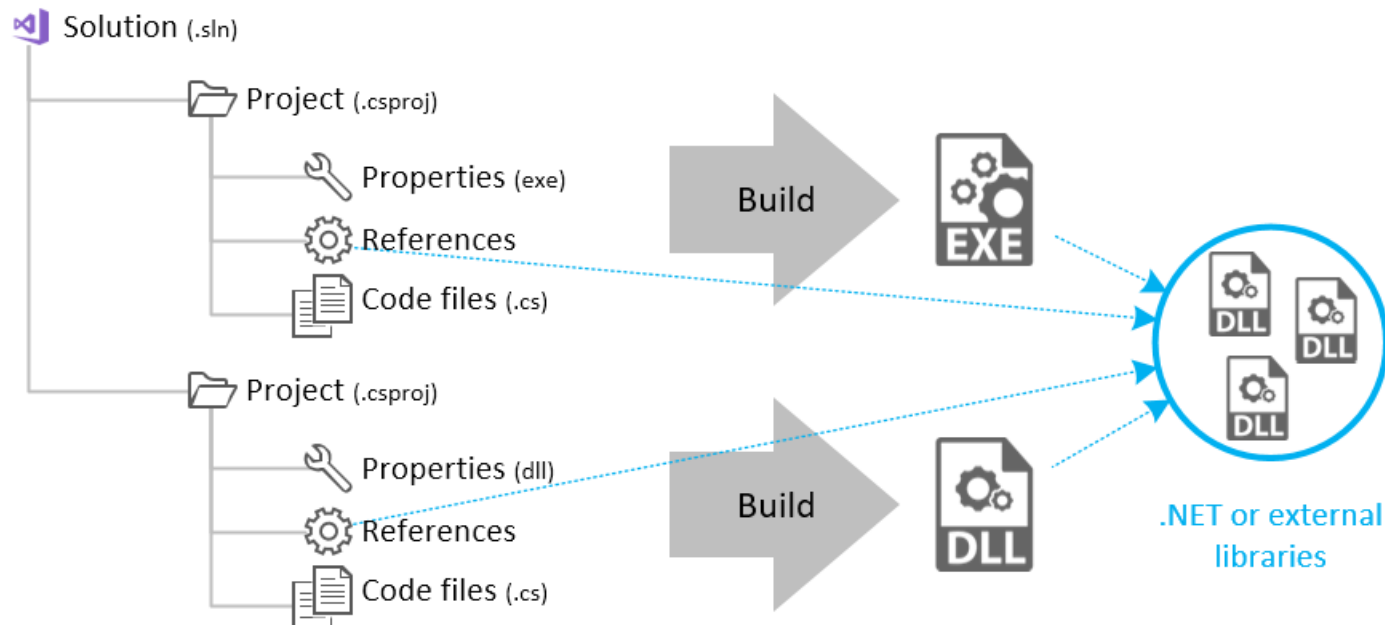 Solution (.sln)
Project (.csproj)
Properties (exe)
References
Code files (.cs)
Build
EXE
DLL
DLL
DLL
.NET or external
libraries
Project (.csproj)
Properties (dll)
References
Code files (.cs)
Build
DLL